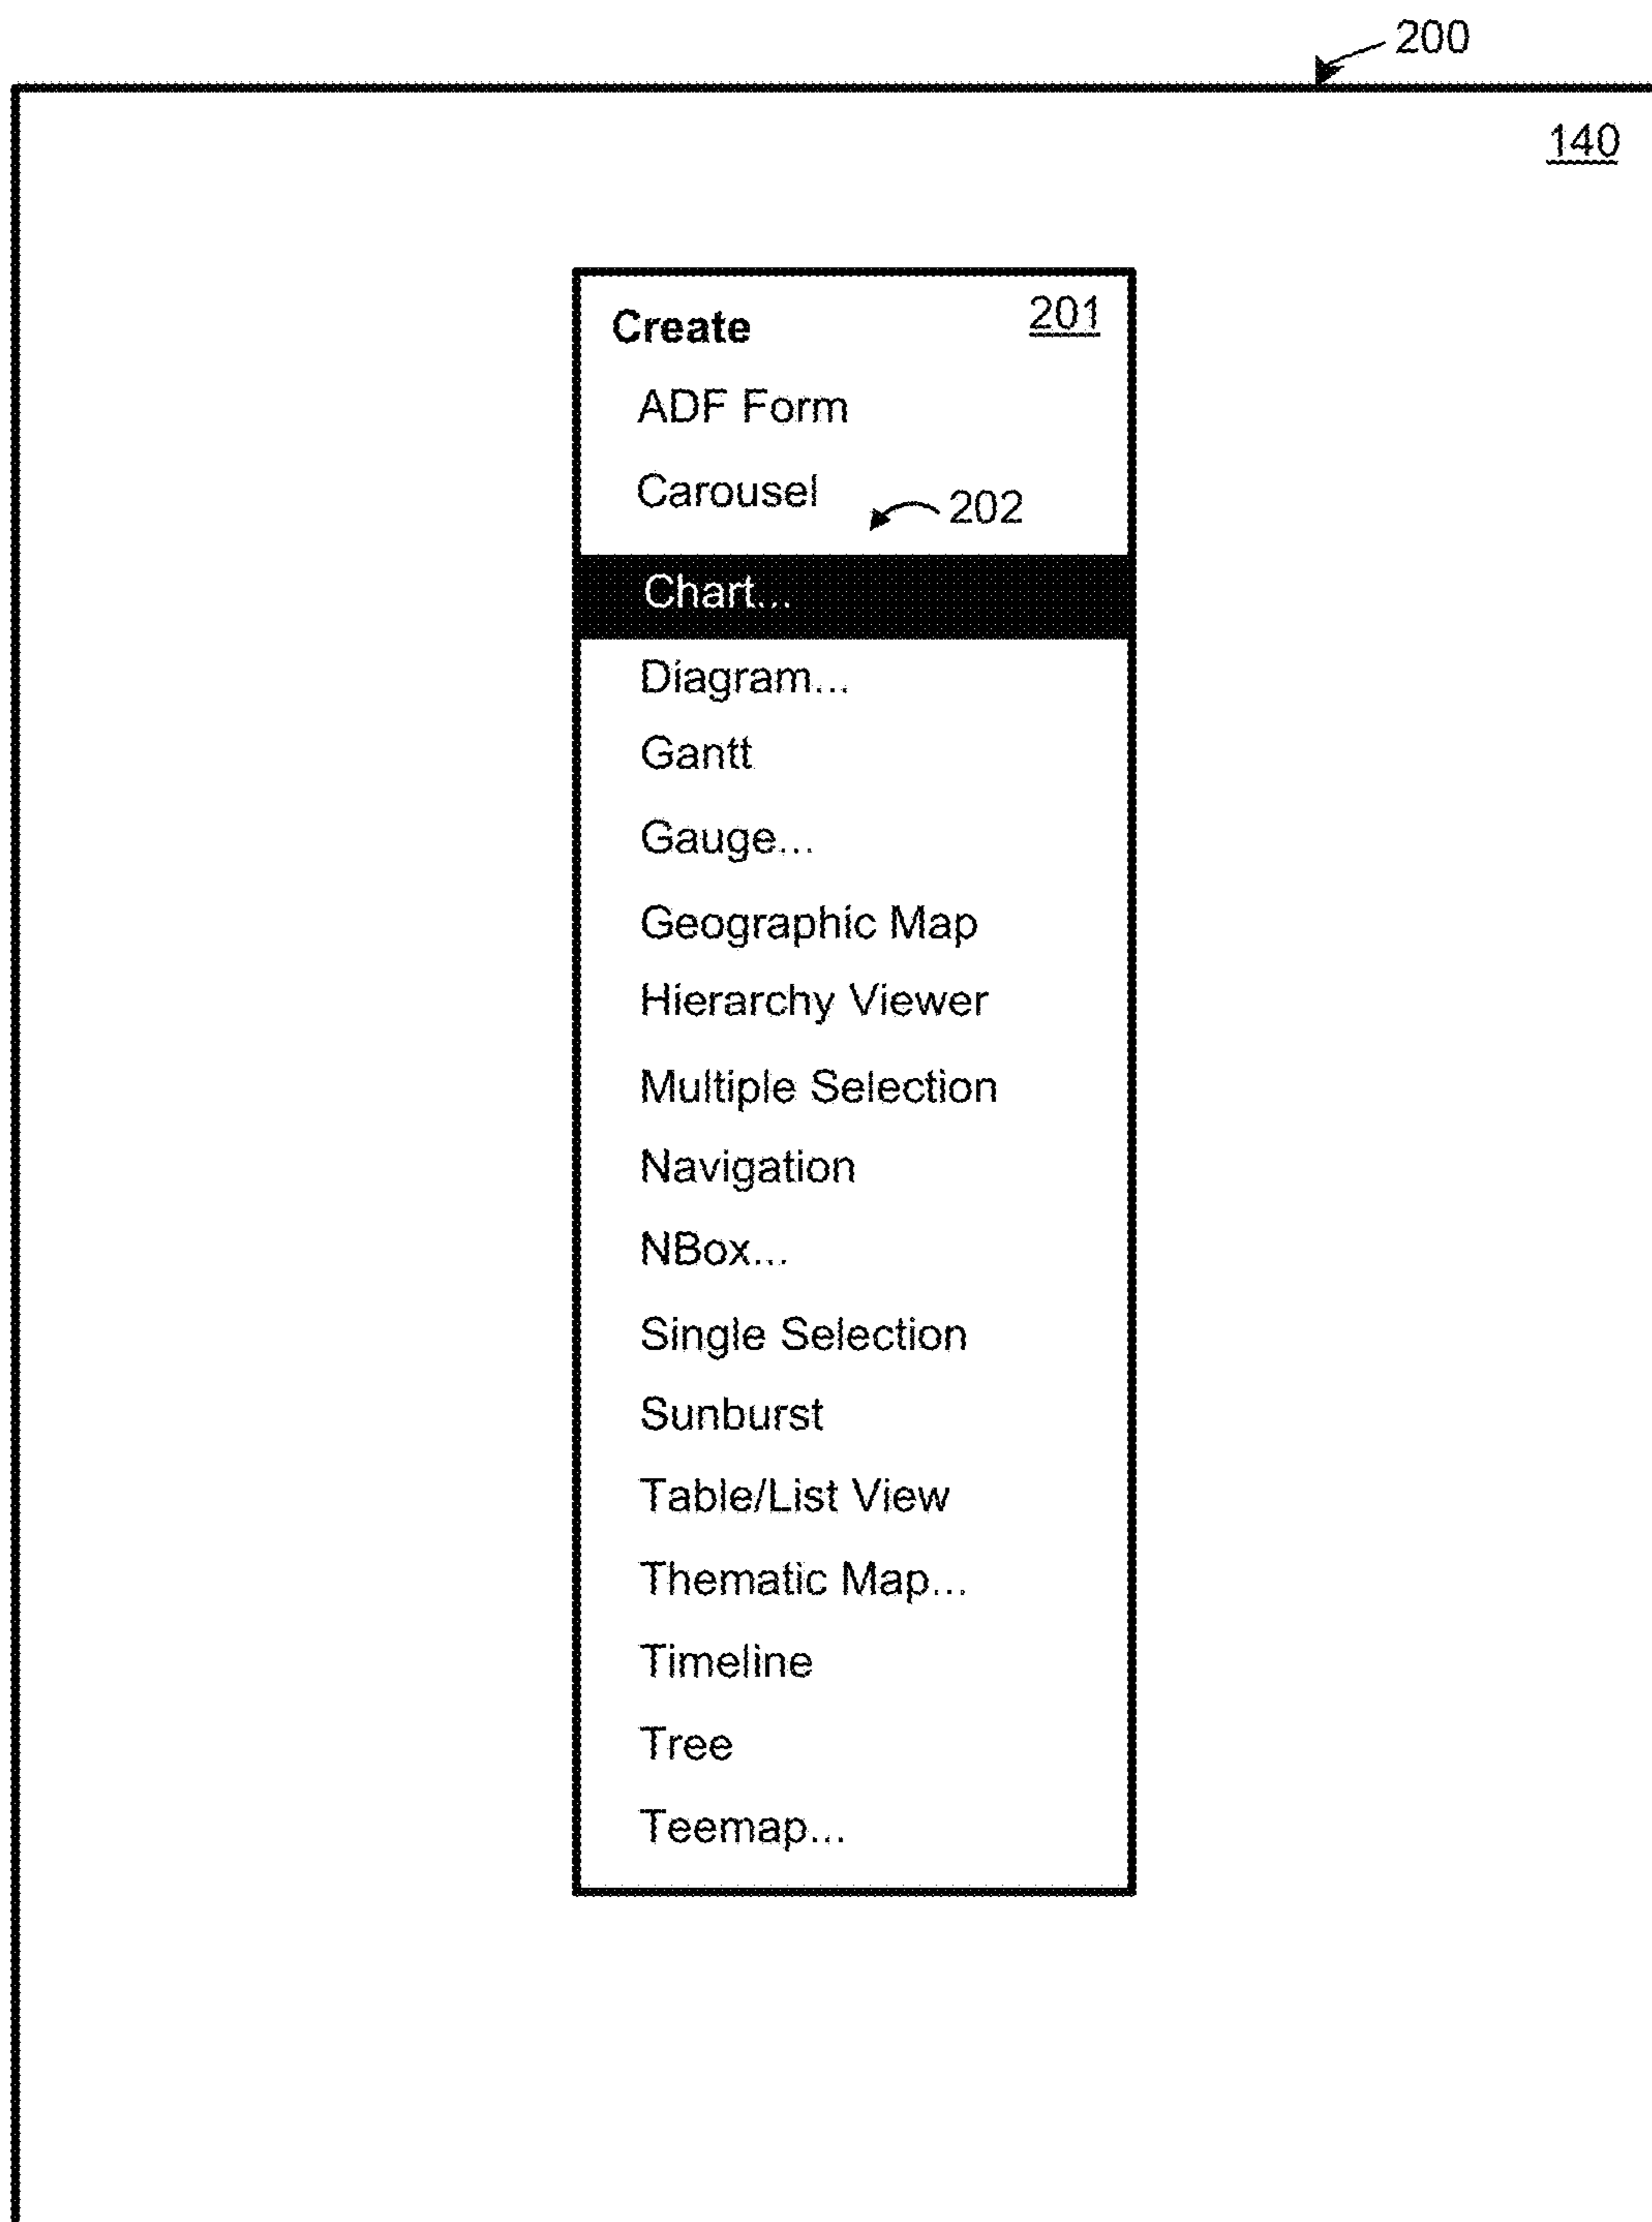 200
140
Create 201
ADF Form
Carousel
202
Chart...
Diagram...
Gantt
Gauge...
Geographic Map
Hierarchy Viewer
Multiple Selection
Navigation
NBox...
Single Selection
Sunburst
Table/List View
Thematic Map...
Timeline
Tree
Teemap...